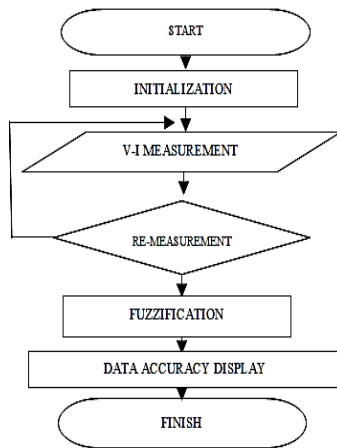 START
INITIALIZATION
V-I MEASUREMENT
RE-MEASUREMENT
FUZZIFICATION
DATA ACCURACY DISPLAY
FINISH